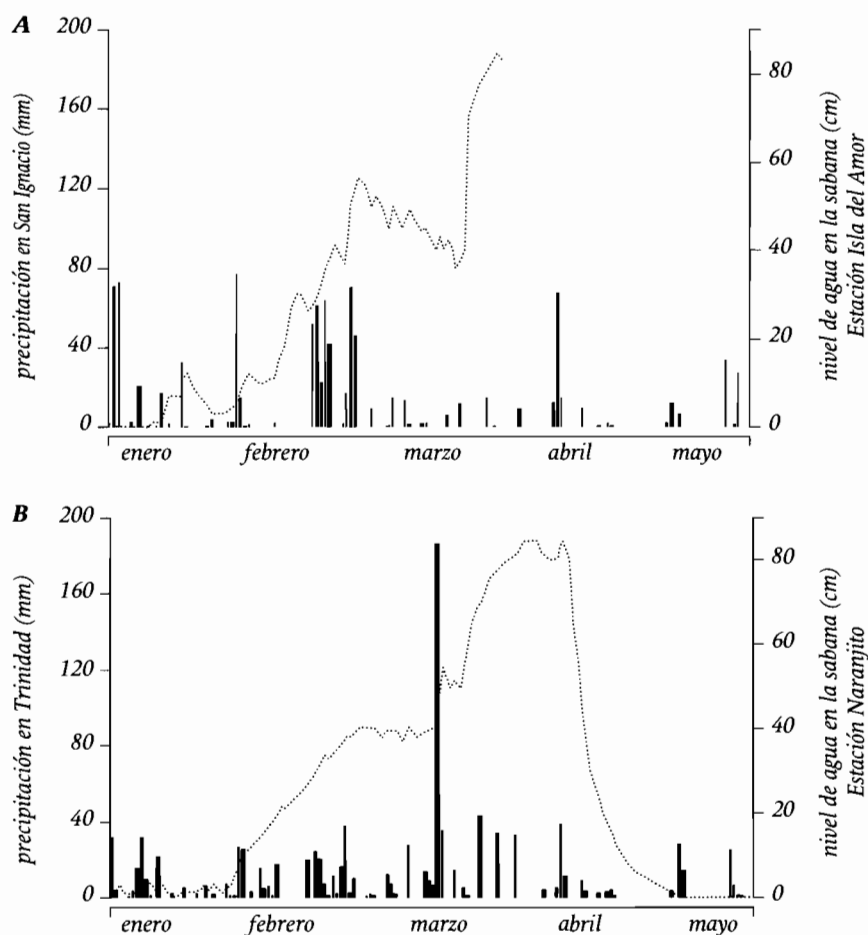 A
precipitación en San Ignacio (mm)
200
160
120
80
40
0
80
60
40
20
0
nivel de agua en la sabana (cm)
Estación Isla del Amor
enero febrero marzo abril mayo
B
precipitación en Trinidad (mm)
200
160
120
80
40
0
80
60
40
20
0
nivel de agua en la sabana (cm)
Estación Naranjito
enero febrero marzo abril mayo